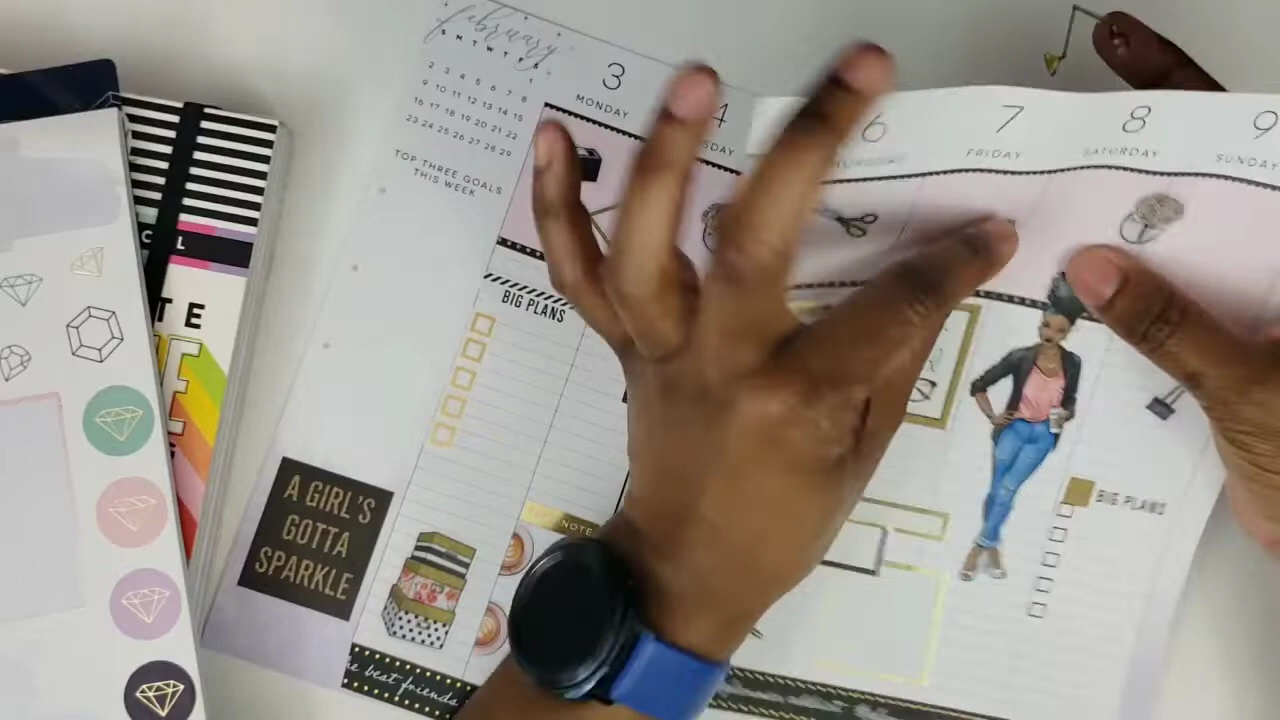 february
S M T W T F S
1
2 3 4 5 6 7 8
9 10 11 12 13 14 15
16 17 18 19 20 21 22
23 24 25 26 27 28 29
TOP THREE GOALS
THIS WEEK
3
MONDAY
4
6
7
FRIDAY
8
SATURDAY
9
SUNDAY
BIG PLANS
NOTE
BIG PLANS
A GIRL'S
GOTTA
SPARKLE
best friends